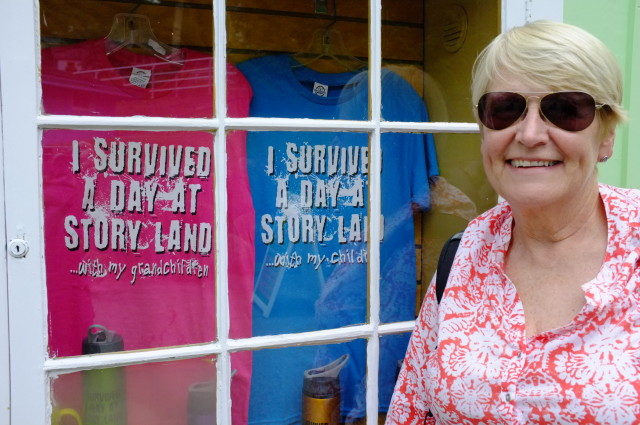 I SURVIVED
A DAY AT
STORY LAND
...with my grandchildren
I SURVIVED
A DAY AT
STORY LAND
...with my children